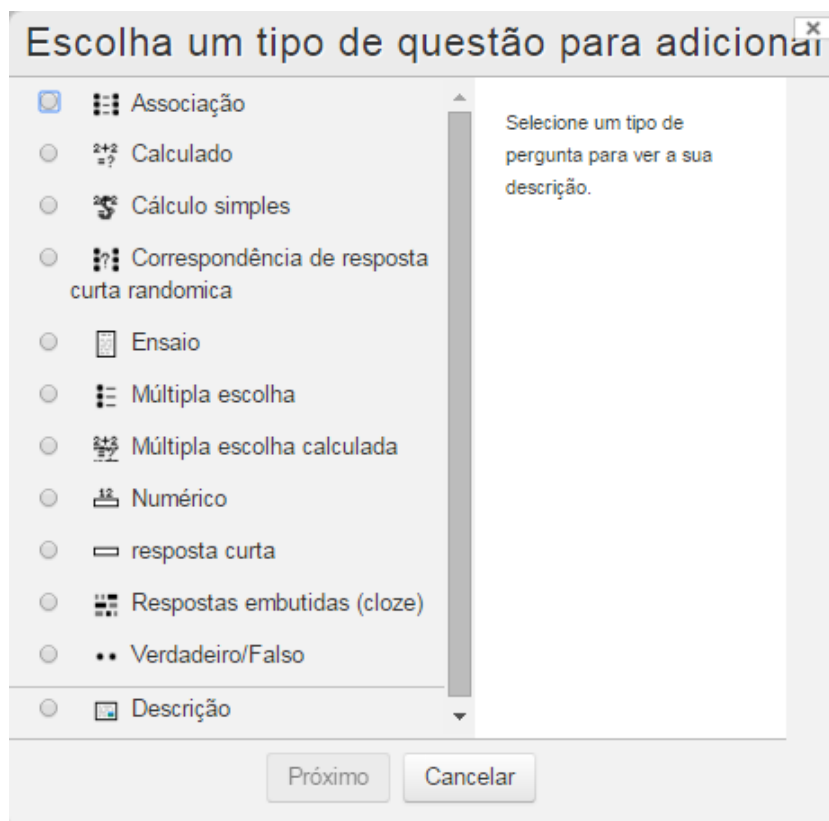 Escolha um tipo de questão para adicionar
Associação
Calculado
Cálculo simples
Correspondência de resposta
curta randomica
Ensaio
Múltipla escolha
Múltipla escolha calculada
Numérico
resposta curta
Respostas embutidas (cloze)
Verdadeiro/Falso
Descrição
Selecione um tipo de
pergunta para ver a sua
descrição.
Próximo
Cancelar